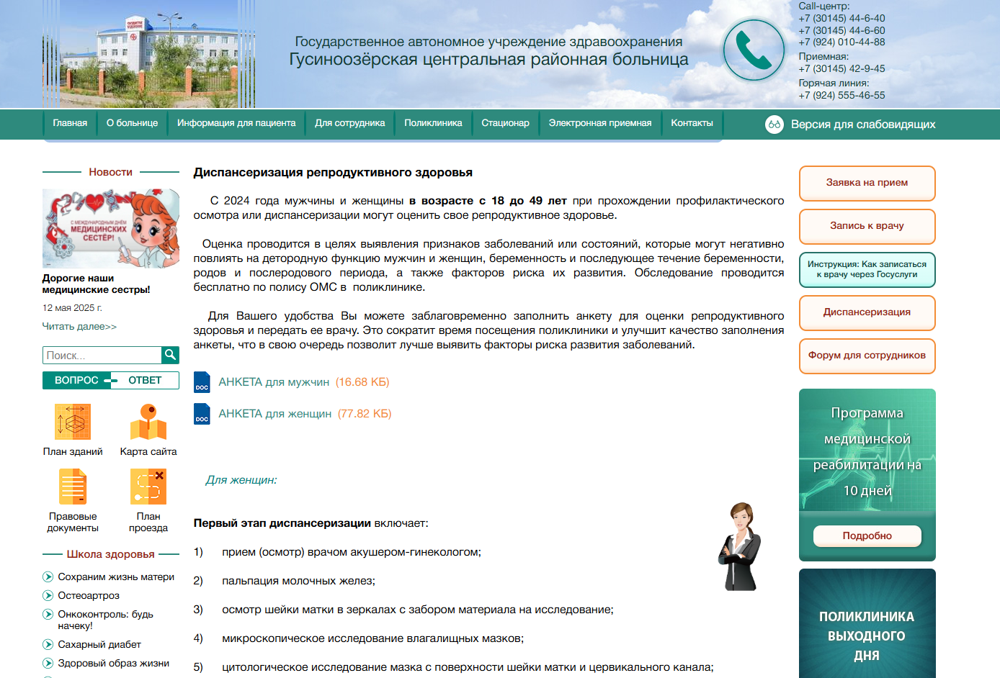 Государственное автономное учреждение здравоохранения
Гусиноозёрская центральная районная больница
Call-центр:
+7 (30145) 44-6-40
+7 (30145) 44-6-60
+7 (924) 010-44-88
Приемная:
+7 (30145) 42-9-45
Горячая линия:
+7 (924) 555-46-55
Главная
О больнице
Информация для пациента
Для сотрудника
Поликлиника
Стационар
Электронная приемная
Контакты
Версия для слабовидящих
Новости
С МЕЖДУНАРОДНЫМ ДНЁМ
МЕДИЦИНСКИХ
СЕСТЁР!
Дорогие наши
медицинские сестры!
12 мая 2025 г.
Читать далее>>
Поиск...
ВОПРОС ОТВЕТ
План зданий
Карта сайта
Правовые
документы
План
проезда
Школа здоровья
Сохраним жизнь матери
Остеоартроз
Онкоконтроль: будь
начеку!
Сахарный диабет
Здоровый образ жизни
Диспансеризация репродуктивного здоровья
С 2024 года мужчины и женщины в возрасте с 18 до 49 лет при прохождении профилактического
осмотра или диспансеризации могут оценить свое репродуктивное здоровье.
Оценка проводится в целях выявления признаков заболеваний или состояний, которые могут негативно
повлиять на детородную функцию мужчин и женщин, беременность и последующее течение беременности,
родов и послеродового периода, а также факторов риска их развития. Обследование проводится
бесплатно по полису ОМС в поликлинике.
Для Вашего удобства Вы можете заблаговременно заполнить анкету для оценки репродуктивного
здоровья и передать ее врачу. Это сократит время посещения поликлиники и улучшит качество заполнения
анкеты, что в свою очередь позволит лучше выявить факторы риска развития заболеваний.
DOC АНКЕТА для мужчин (16.68 КБ)
DOC АНКЕТА для женщин (77.82 КБ)
Для женщин:
Первый этап диспансеризации включает:
1) прием (осмотр) врачом акушером-гинекологом;
2) пальпация молочных желез;
3) осмотр шейки матки в зеркалах с забором материала на исследование;
4) микроскопическое исследование влагалищных мазков;
5) цитологическое исследование мазка с поверхности шейки матки и цервикального канала;
Заявка на прием
Запись к врачу
Инструкция: Как записаться
к врачу через Госуслуги
Диспансеризация
Форум для сотрудников
Программа
медицинской
реабилитации на
10 дней
Подробно
ПОЛИКЛИНИКА
ВЫХОДНОГО
ДНЯ